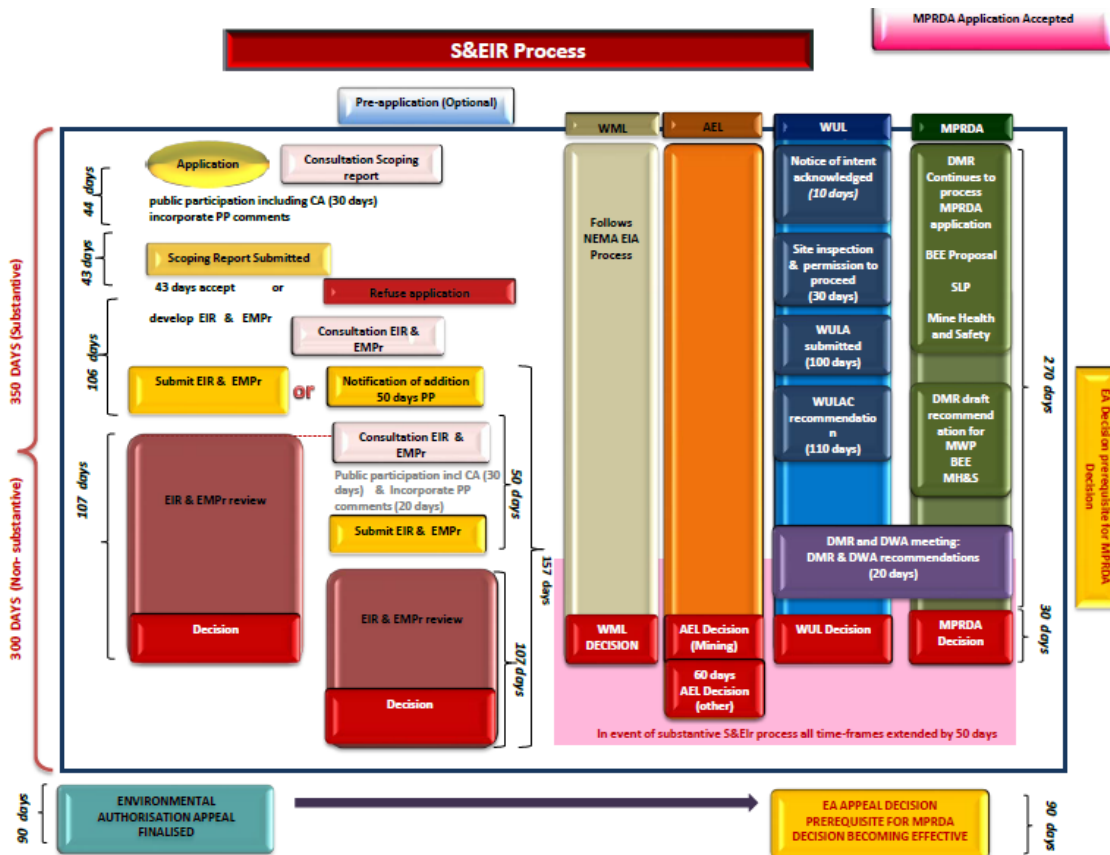 MPRDA Application Accepted
S&EIR Process
Pre-application (Optional)
WML
AEL
WUL
MPRDA
350 DAYS (Substantive)
300 DAYS (Non- substantive)
44 days
Application
Consultation Scoping
report
public participation including CA (30 days)
incorporate PP comments
43 days
Scoping Report Submitted
43 days accept or
Refuse application
106 days
develop EIR & EMPr
Consultation EIR &
EMPr
Submit EIR & EMPr
or
Notification of addition
50 days PP
107 days
EIR & EMPr review
Decision
Consultation EIR &
EMPr
Public participation incl CA (30
days) & Incorporate PP
comments (20 days)
Submit EIR & EMPr
50 days
EIR & EMPr review
Decision
107 days
157 days
Follows
NEMA EIA
Process
WML
DECISION
AEL Decision
(Mining)
60 days
AEL Decision
(other)
Notice of intent
acknowledged
(10 days)
Site inspection
& permission to
proceed
(30 days)
WULA
submitted
(100 days)
WULAC
recommendatio
n
(110 days)
DMR
Continues to
process
MPRDA
application
BEE Proposal
SLP
Mine Health
and Safety
DMR draft
recommend
ation for
MWP
BEE
MH&S
DMR and DWA meeting:
DMR & DWA recommendations
(20 days)
WUL Decision
MPRDA
Decision
270 days
30 days
In event of substantive S&EIr process all time-frames extended by 50 days
EA Decision prerequisite for MPRDA
Decision
90 days
ENVIRONMENTAL
AUTHORISATION APPEAL
FINALISED
EA APPEAL DECISION
PREREQUISITE FOR MPRDA
DECISION BECOMING EFFECTIVE
90 days